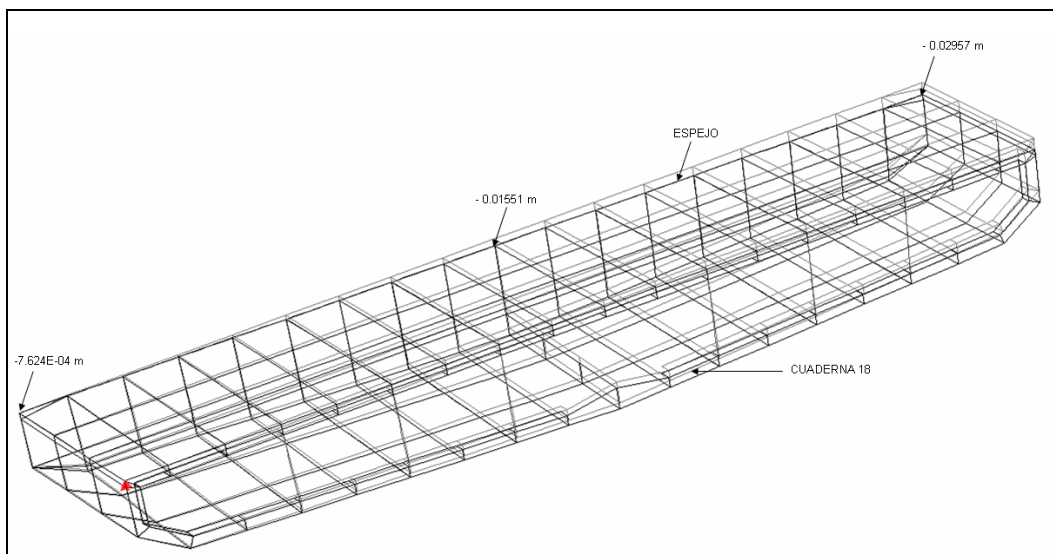 - 0.02957 m
ESPEJO
- 0.01551 m
-7.624E-04 m
CUADERNA 18